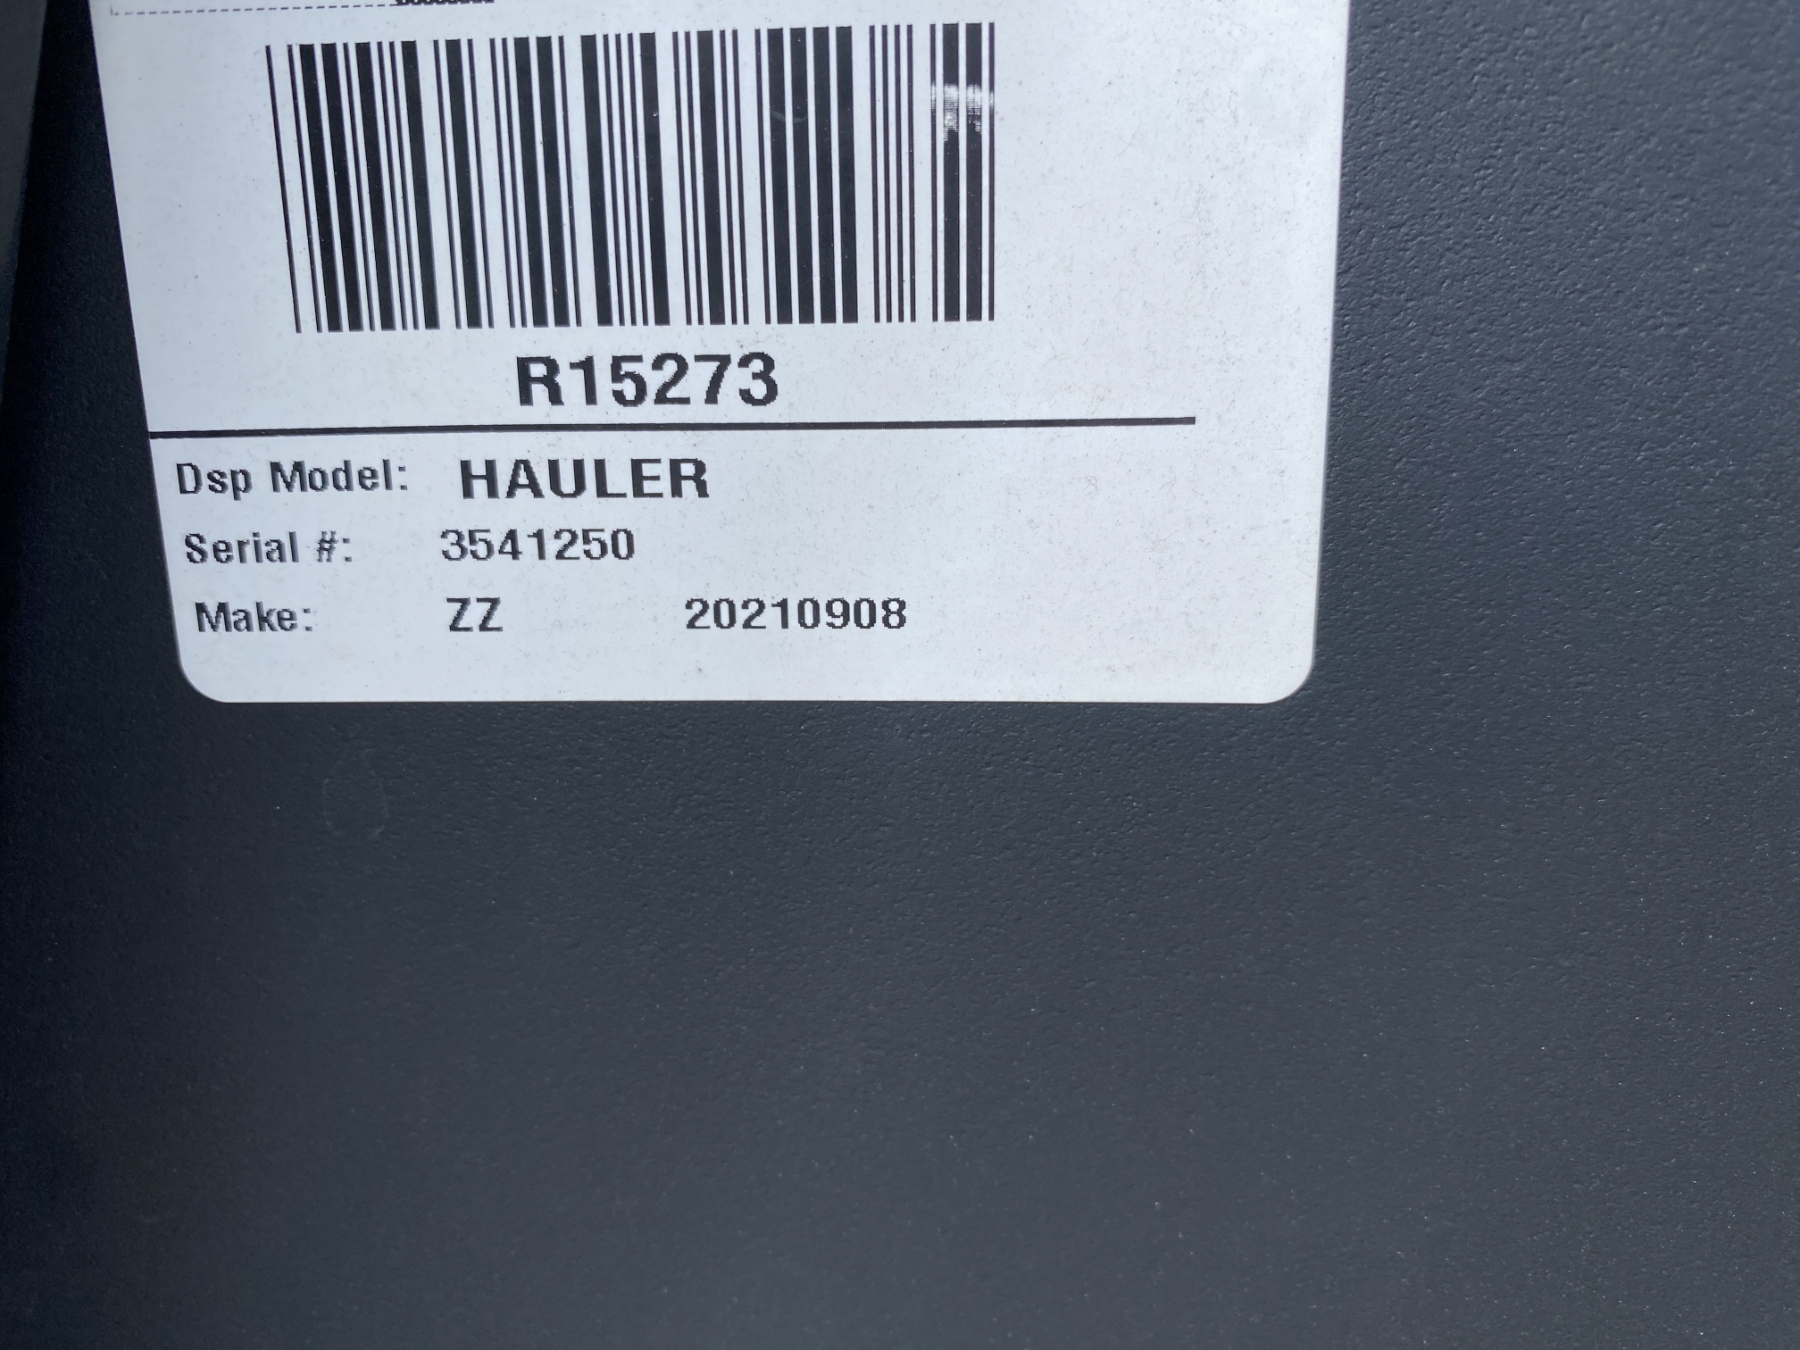 R15273
Dsp Model: HAULER
Serial #: 3541250
Make: ZZ 20210908